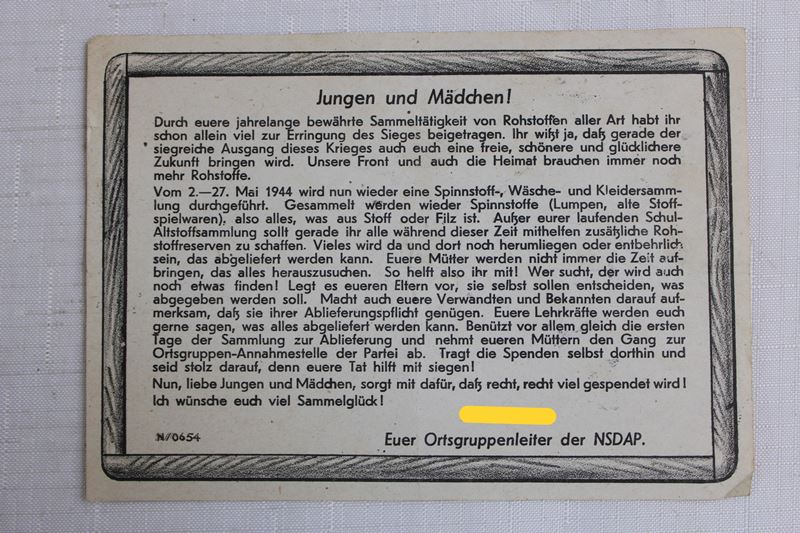 Jungen und Mädchen!
Durch euere jahrelange bewährte Sammeltätigkeit von Rohstoffen aller Art habt ihr
schon allein viel zur Erringung des Sieges beigetragen. Ihr wißt ja, daß gerade der
siegreiche Ausgang dieses Krieges auch euch eine freie, schönere und glücklichere
Zukunft bringen wird. Unsere Front und auch die Heimat brauchen immer noch
mehr Rohstoffe.
Vom 2.—27. Mai 1944 wird nun wieder eine Spinnstoff-, Wäsche- und Kleidersamm-
lung durchgeführt. Gesammelt werden wieder Spinnstoffe (Lumpen, alte Stoff-
spielwaren), also alles, was aus Stoff oder Filz ist. Außer eurer laufenden Schul-
Altstoffsammlung sollt gerade ihr alle während dieser Zeit mithelfen zusätzliche Roh-
stoffreserven zu schaffen. Vieles wird da und dort noch herumliegen oder entbehrlich
sein, das abgeliefert werden kann. Euere Mütter werden nicht immer die Zeit auf-
bringen, das alles herauszusuchen. So helft also ihr mit! Wer sucht, der wird auch
noch etwas finden! Legt es eueren Eltern vor, sie selbst sollen entscheiden, was
abgegeben werden soll. Macht auch euere Verwandten und Bekannten darauf auf-
merksam, daß sie ihrer Ablieferungspflicht genügen. Euere Lehrkräfte werden euch
gerne sagen, was alles abgeliefert werden kann. Benützt vor allem gleich die ersten
Tage der Sammlung zur Ablieferung und nehmt eueren Müttern den Gang zur
Ortsgruppen-Annahmestelle der Partei ab. Tragt die Spenden selbst dorthin und
seid stolz darauf, denn euere Tat hilft mit siegen!
Nun, liebe Jungen und Mädchen, sorgt mit dafür, daß recht, recht viel gespendet wird!
Ich wünsche euch viel Sammelglück!
N/0654
Euer Ortsgruppenleiter der NSDAP.